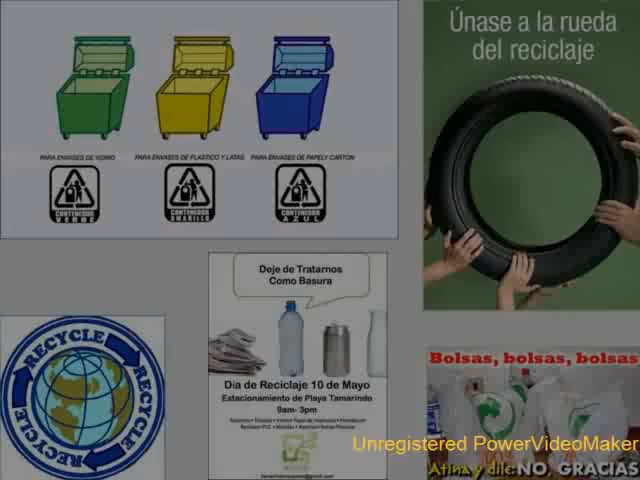 PARA ENVASES DE VIDRIO
PARA ENVASES DE PLASTICO Y LATAS
PARA ENVASES DE PAPEL Y CARTON
CONTENEDOR
VERDE
CONTENEDOR
AMARILLO
CONTENEDOR
AZUL
Únase a la rueda
del reciclaje
RECYCLE
RECYCLE
RECYCLE
Deje de Tratarnos
Como Basura
Día de Reciclaje 10 de Mayo
Estacionamiento de Playa Tamarindo
9am- 3pm
Bolsas, bolsas, bolsas
Atina y dile: NO, GRACIAS
Unregistered PowerVideoMaker